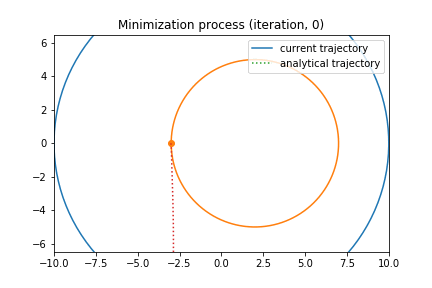 Minimization process (iteration, 0)
current trajectory
analytical trajectory
6
4
2
0
−2
−4
−6
−10.0 −7.5 −5.0 −2.5 0.0 2.5 5.0 7.5 10.0